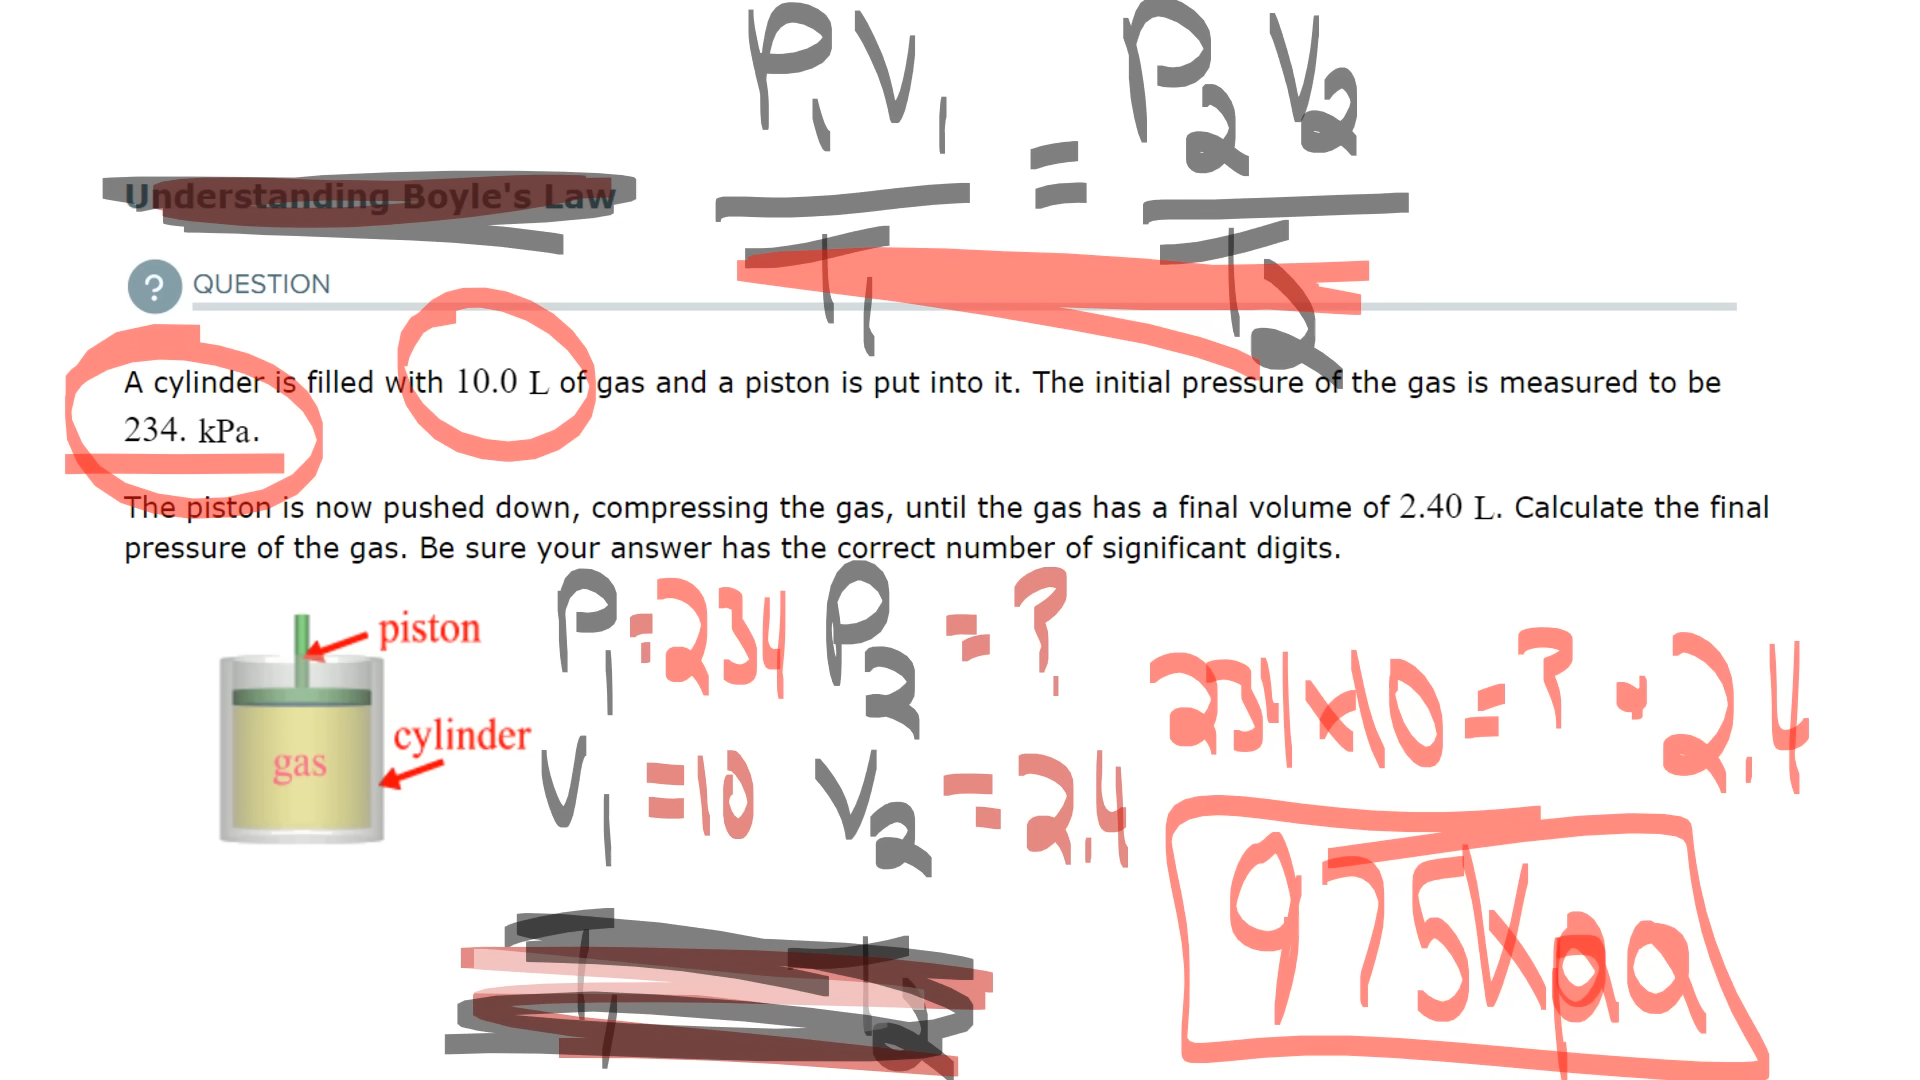 P1V1 = P2V2
T1 T2
Understanding Boyle's Law
? QUESTION
A cylinder is filled with 10.0 L of gas and a piston is put into it. The initial pressure of the gas is measured to be
234. kPa.
The piston is now pushed down, compressing the gas, until the gas has a final volume of 2.40 L. Calculate the final
pressure of the gas. Be sure your answer has the correct number of significant digits.
piston
cylinder
gas
P1=234 P2=?
V1=10 V2=2.4
T1 T2
234x10=?·2.4
975kpa